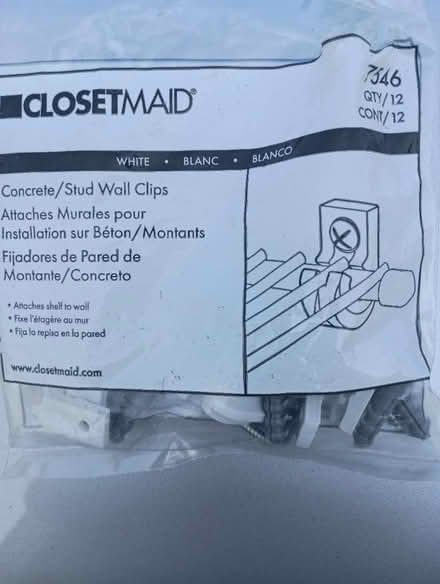 CLOSETMAID®
7546
QTY/12
CONT/12
WHITE • BLANC • BLANCO
Concrete/Stud Wall Clips
Attaches Murales pour
Installation sur Béton/Montants
Fijadores de Pared de
Montante/Concreto
• Attaches shelf to wall
• Fixe l'étagère au mur
• Fija la repisa en la pared
www.closetmaid.com